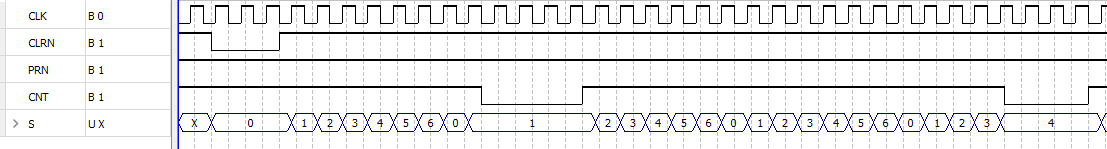 CLK B 0
CLRN B 1
PRN B 1
CNT B 1
> S U X X 0 1 2 3 4 5 6 0 1 2 3 4 5 6 0 1 2 3 4 5 6 0 1 2 3 4